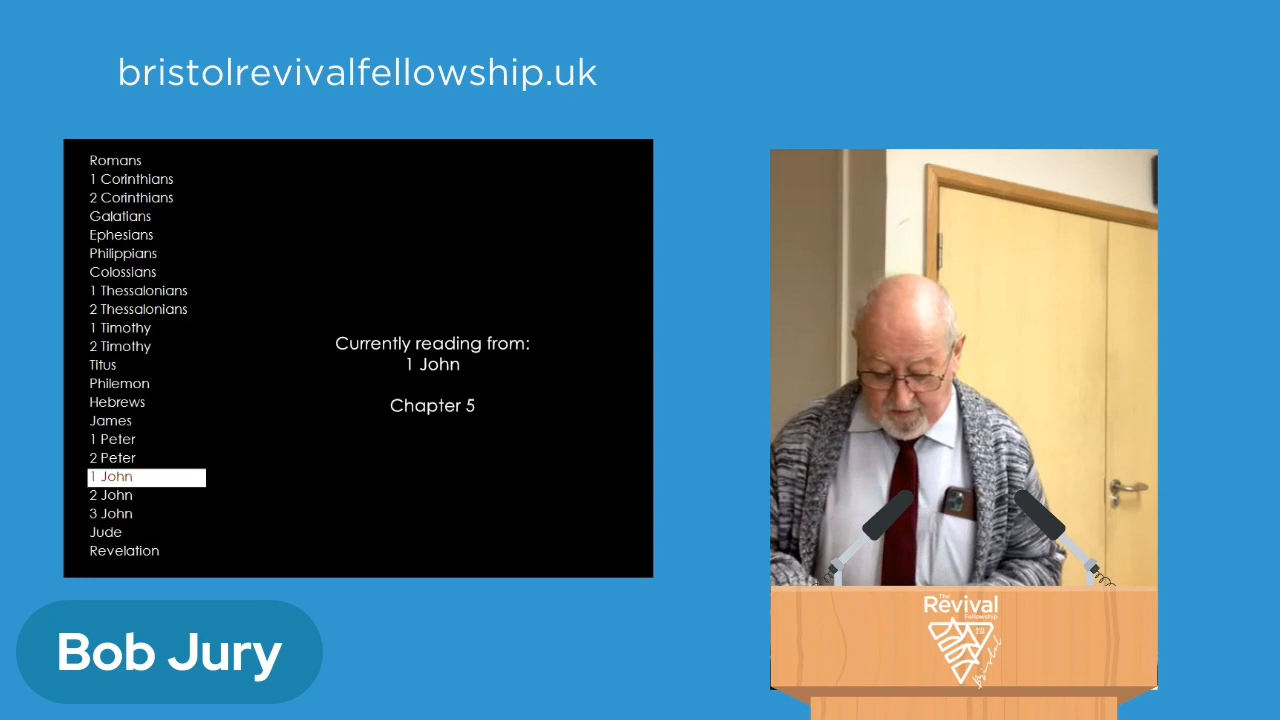 bristolrevivalfellowship.uk
Romans
1 Corinthians
2 Corinthians
Galatians
Ephesians
Philippians
Colossians
1 Thessalonians
2 Thessalonians
1 Timothy
2 Timothy
Titus
Philemon
Hebrews
James
1 Peter
2 Peter
1 John
2 John
3 John
Jude
Revelation
Currently reading from:
1 John
Chapter 5
Bob Jury
The
Revival
Fellowship
Bristol